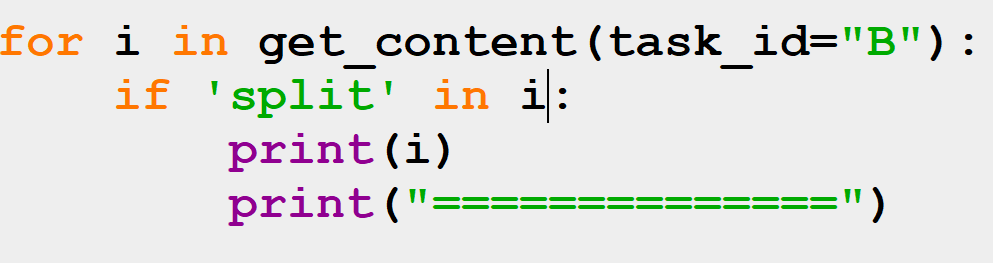 for i in get_content(task_id="B"):
    if 'split' in i:
        print(i)
        print("==============")